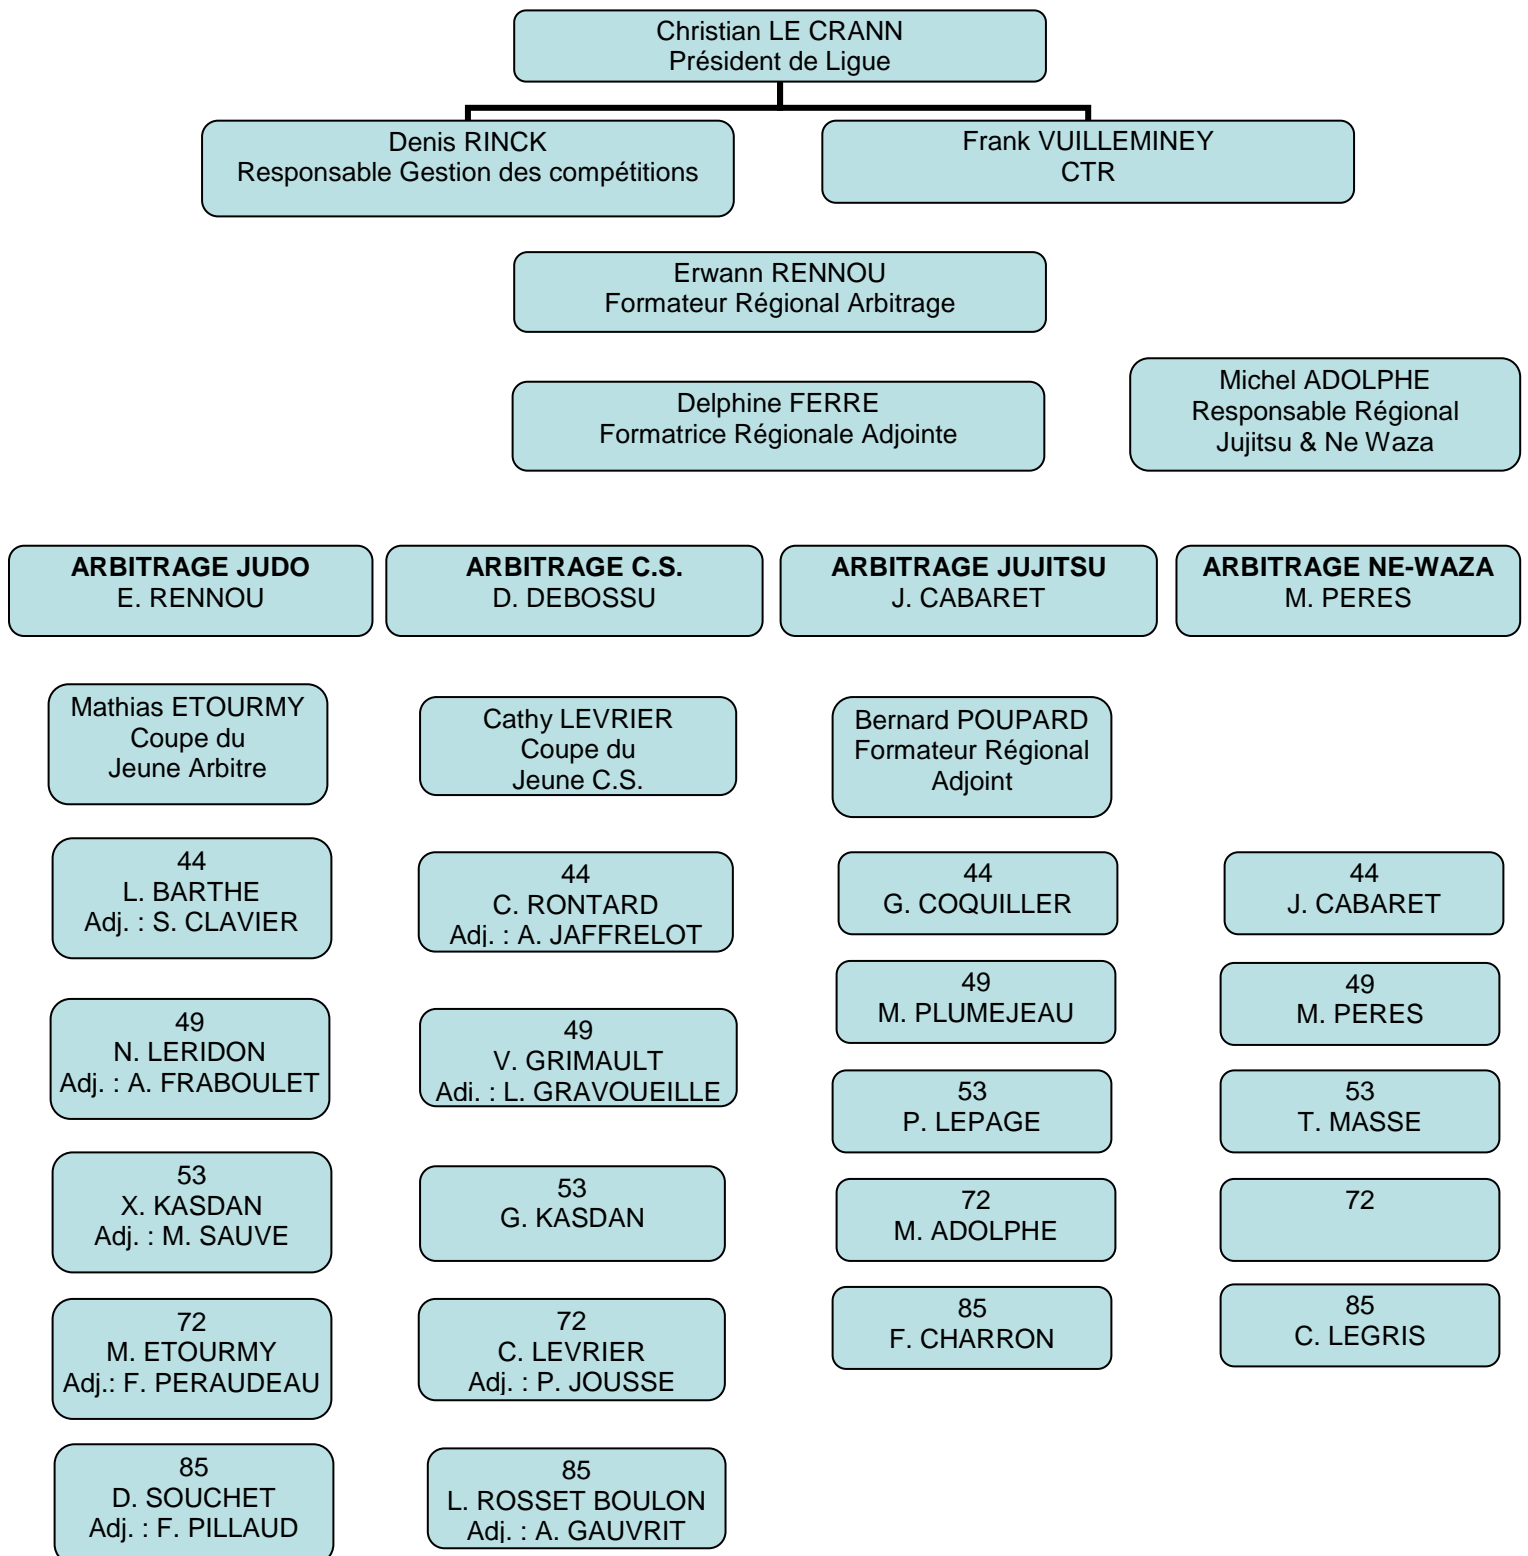 Christian LE CRANN
Président de Ligue
Denis RINCK
Responsable Gestion des compétitions
Frank VUILLEMINEY
CTR
Erwann RENNOU
Formateur Régional Arbitrage
Delphine FERRE
Formatrice Régionale Adjointe
Michel ADOLPHE
Responsable Régional
Jujitsu & Ne Waza
ARBITRAGE JUDO
E. RENNOU
ARBITRAGE C.S.
D. DEBOSSU
ARBITRAGE JUJITSU
J. CABARET
ARBITRAGE NE-WAZA
M. PERES
Mathias ETOURMY
Coupe du
Jeune Arbitre
Cathy LEVRIER
Coupe du
Jeune C.S.
Bernard POUPARD
Formateur Régional
Adjoint
44
L. BARTHE
Adj. : S. CLAVIER
44
C. RONTARD
Adj. : A. JAFFRELOT
44
G. COQUILLER
44
J. CABARET
49
N. LERIDON
Adj. : A. FRABOULET
49
V. GRIMAULT
Adj. : L. GRAVOUEILLE
49
M. PLUMEJEAU
49
M. PERES
53
X. KASDAN
Adj. : M. SAUVE
53
G. KASDAN
53
P. LEPAGE
53
T. MASSE
72
M. ETOURMY
Adj.: F. PERAUDEAU
72
C. LEVRIER
Adj. : P. JOUSSE
72
M. ADOLPHE
72
85
D. SOUCHET
Adj. : F. PILLAUD
85
L. ROSSET BOULON
Adj. : A. GAUVRIT
85
F. CHARRON
85
C. LEGRIS